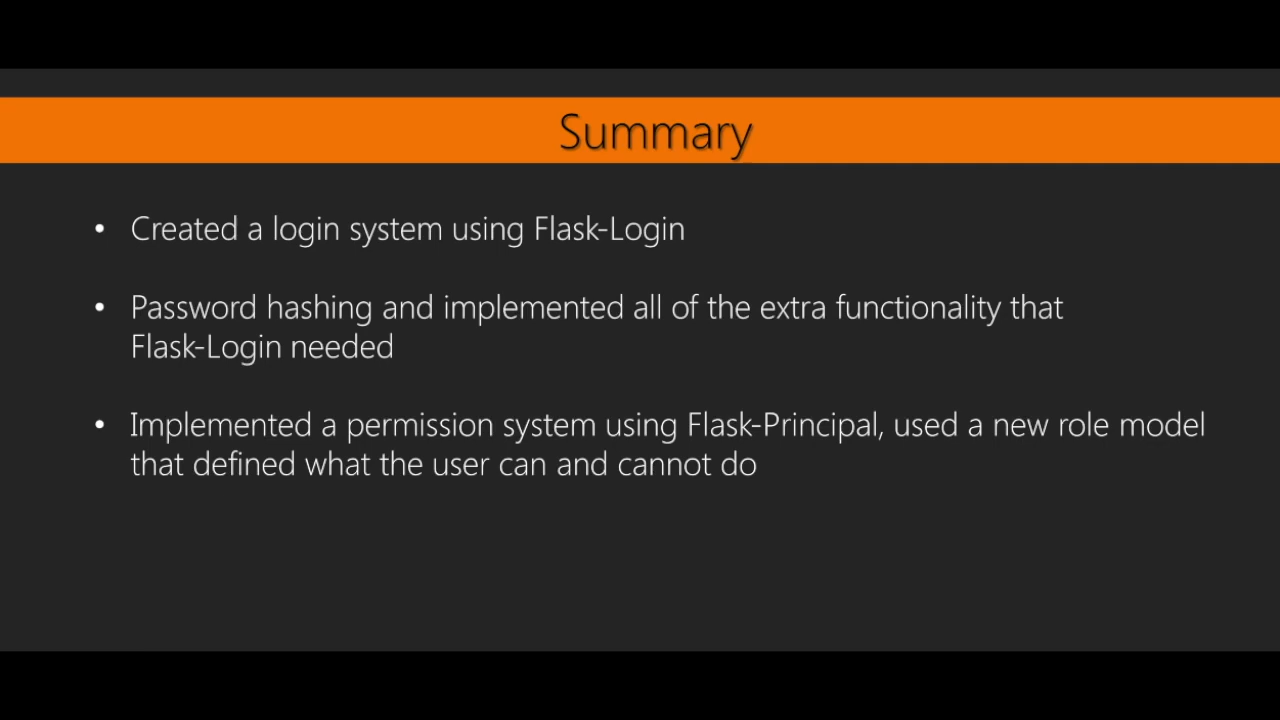 Summary
• Created a login system using Flask-Login
• Password hashing and implemented all of the extra functionality that
Flask-Login needed
• Implemented a permission system using Flask-Principal, used a new role model
that defined what the user can and cannot do